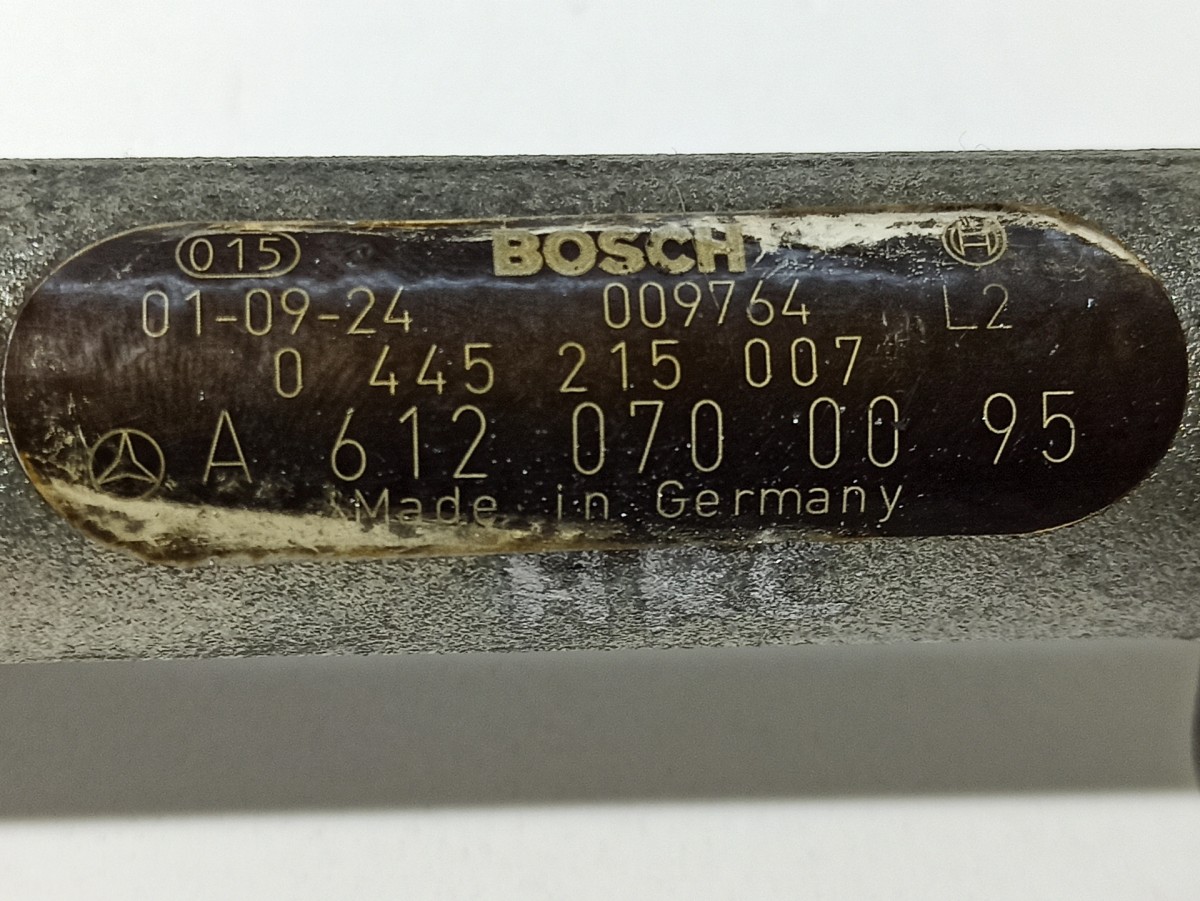 015 BOSCH
01-09-24 009764 L2
0 445 215 007
A 612 070 00 95
Made in Germany